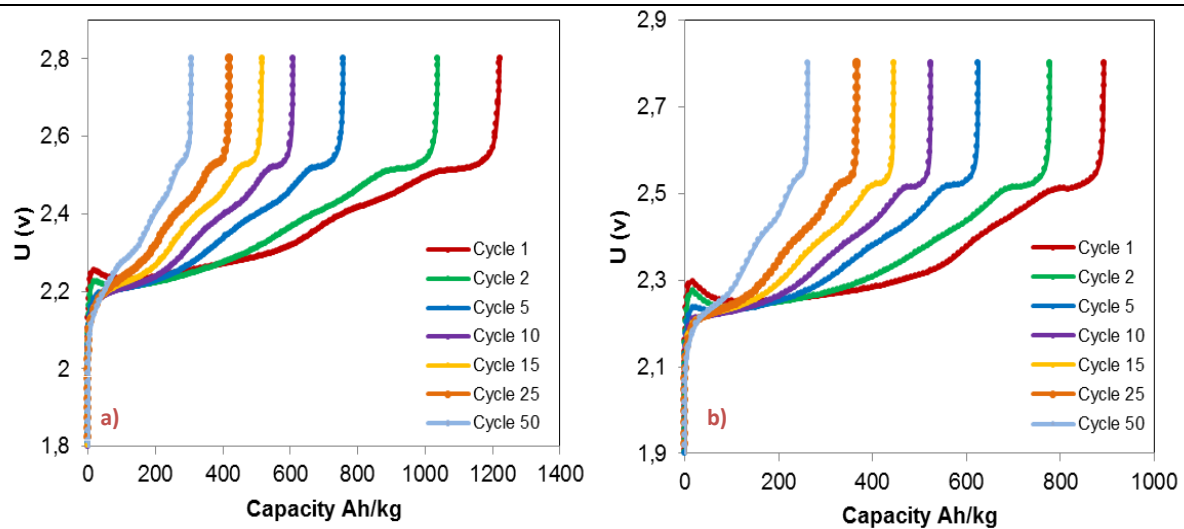 2,8
2,6
2,4
2,2
2
1,8
U (v)
0
200
400
600
800
1000
1200
1400
Capacity Ah/kg
Cycle 1
Cycle 2
Cycle 5
Cycle 10
Cycle 15
Cycle 25
Cycle 50
a)
2,9
2,7
2,5
2,3
2,1
1,9
U (v)
0
200
400
600
800
1000
Capacity Ah/kg
Cycle 1
Cycle 2
Cycle 5
Cycle 10
Cycle 15
Cycle 25
Cycle 50
b)